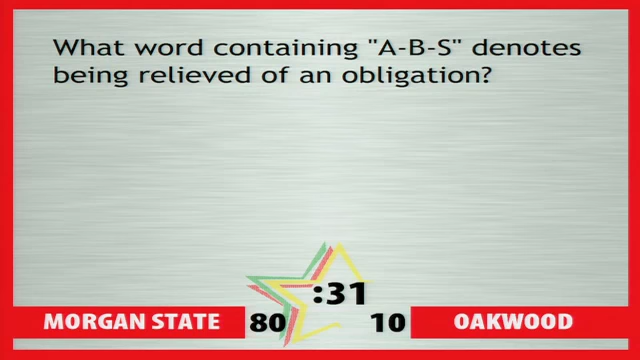 What word containing "A-B-S" denotes
being relieved of an obligation?
:31
MORGAN STATE 80 10 OAKWOOD